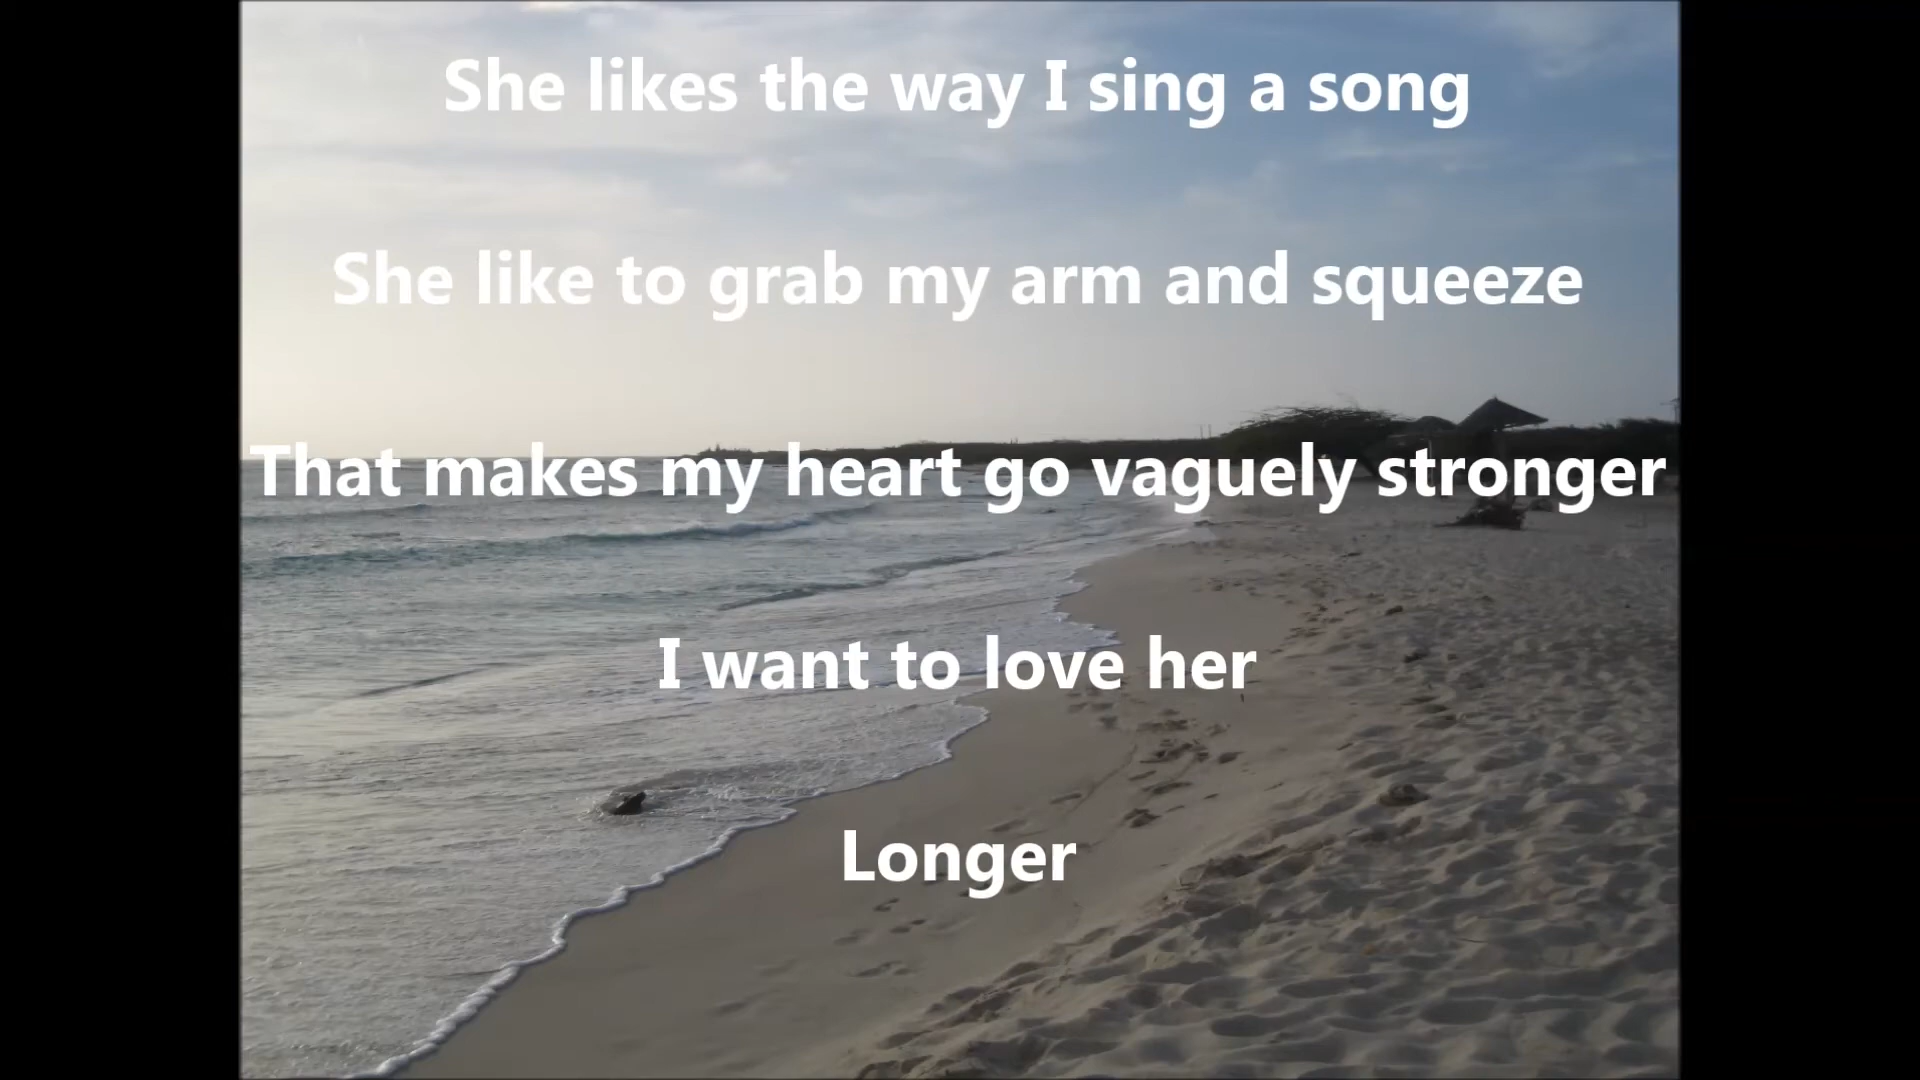 She likes the way I sing a song
She like to grab my arm and squeeze
That makes my heart go vaguely stronger
I want to love her
Longer